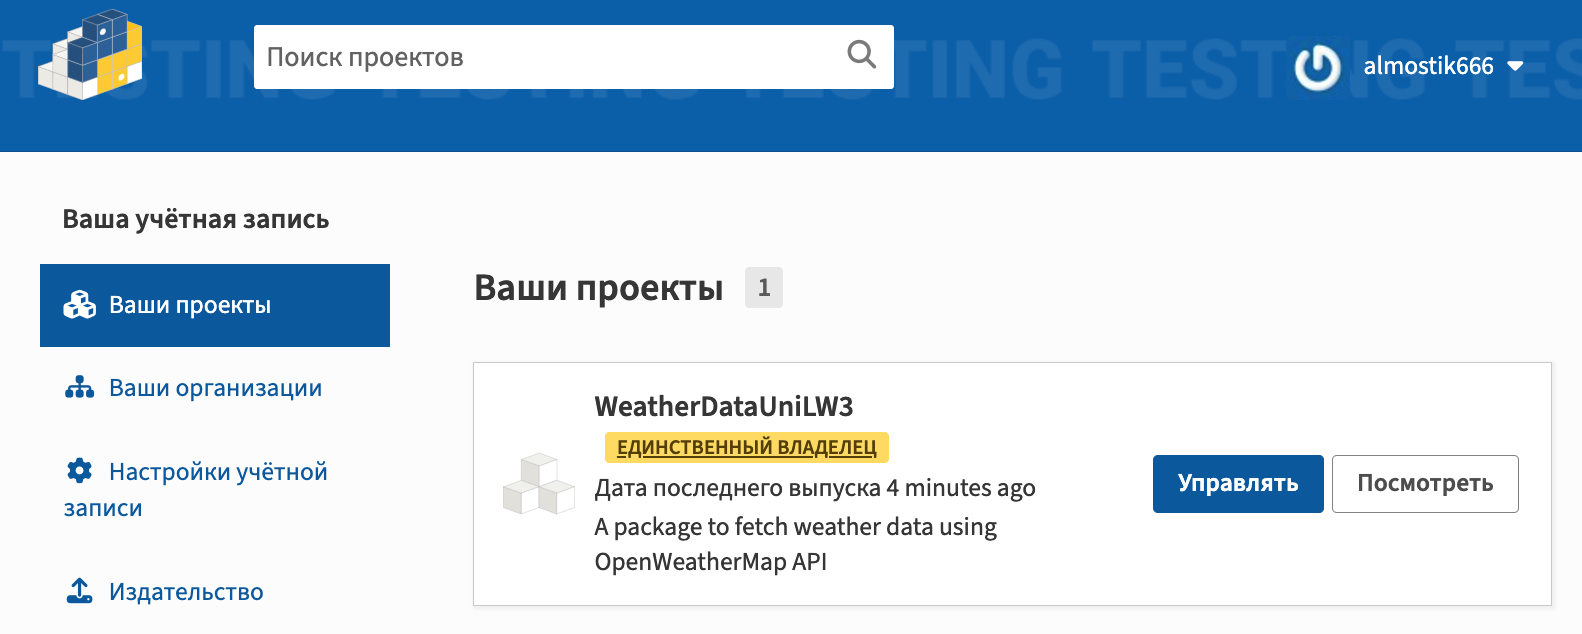 TESTING TESTING TESTING TESTING TESTING TES
Поиск проектов
almostik666
Ваша учётная запись
Ваши проекты
Ваши организации
Настройки учётной
записи
Издательство
Ваши проекты 1
WeatherDataUniLW3
ЕДИНСТВЕННЫЙ ВЛАДЕЛЕЦ
Дата последнего выпуска 4 minutes ago
A package to fetch weather data using
OpenWeatherMap API
Управлять
Посмотреть